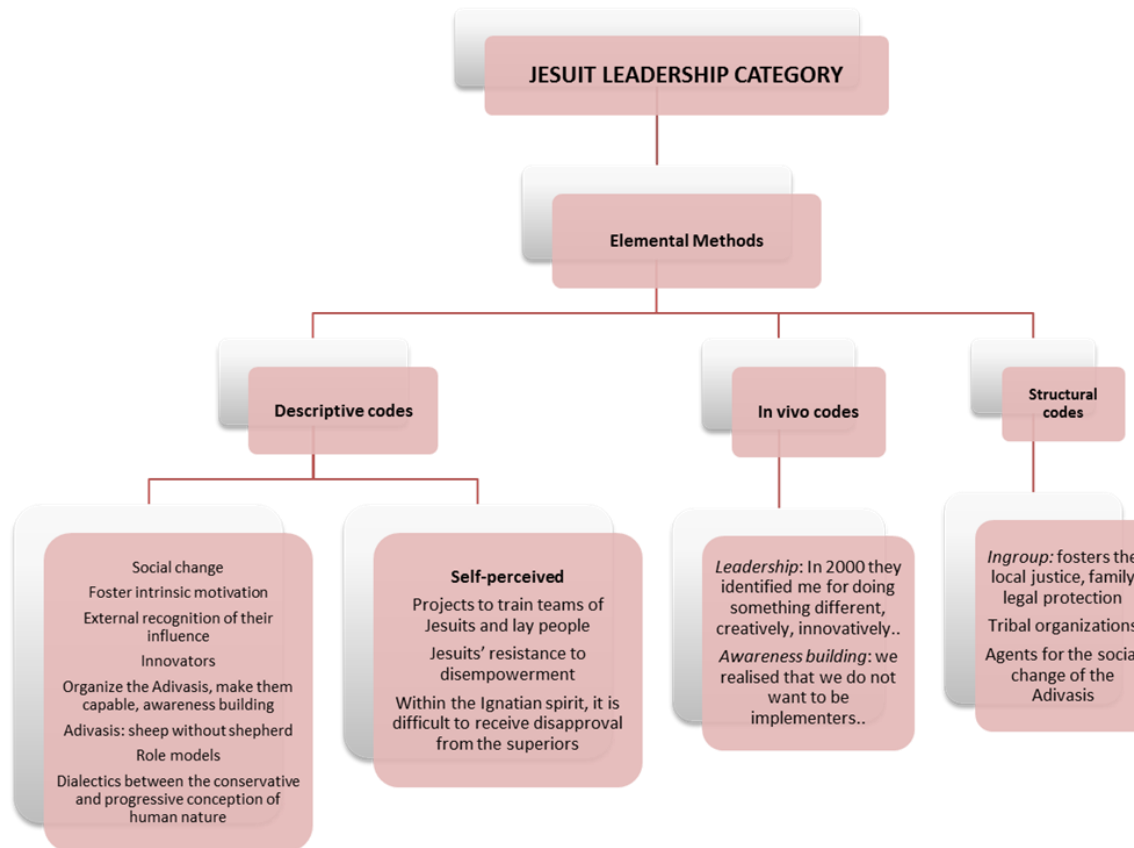 JESUIT LEADERSHIP CATEGORY
Elemental Methods
Descriptive codes
In vivo codes
Structural
codes
Social change
Foster intrinsic motivation
External recognition of their
influence
Innovators
Organize the Adivasis, make them
capable, awareness building
Adivasis: sheep without shepherd
Role models
Dialectics between the conservative
and progressive conception of
human nature
Self-perceived
Projects to train teams of
Jesuits and lay people
Jesuits’ resistance to
disempowerment
Within the Ignatian spirit, it is
difficult to receive disapproval
from the superiors
Leadership: In 2000 they
identified me for doing
something different,
creatively, innovatively..
Awareness building: we
realised that we do not
want to be
implementers..
Ingroup: fosters the
local justice, family
legal protection
Tribal organizations
Agents for the social
change of the
Adivasis